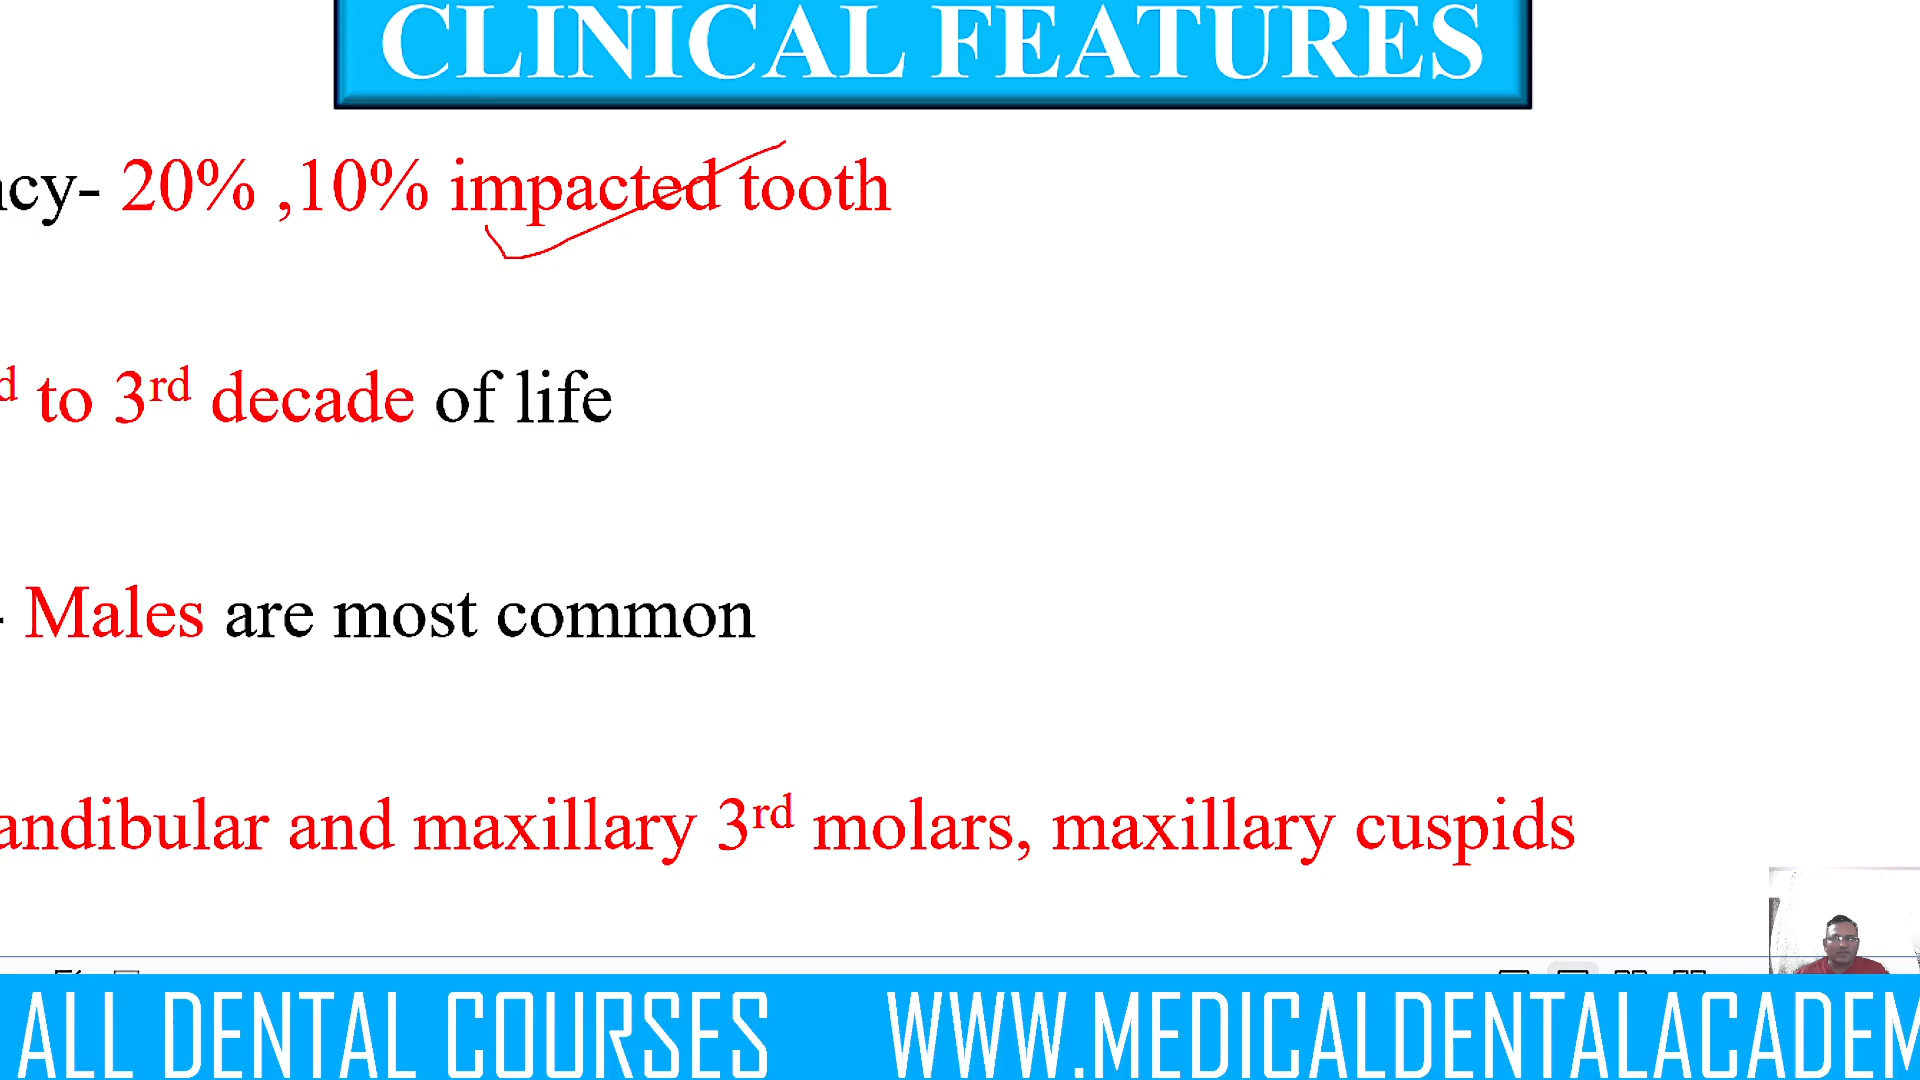 CLINICAL FEATURES
ncy- 20% ,10% impacted tooth
d to 3rd decade of life
- Males are most common
andibular and maxillary 3rd molars, maxillary cuspids
ALL DENTAL COURSES WWW.MEDICALDENTALACADEM